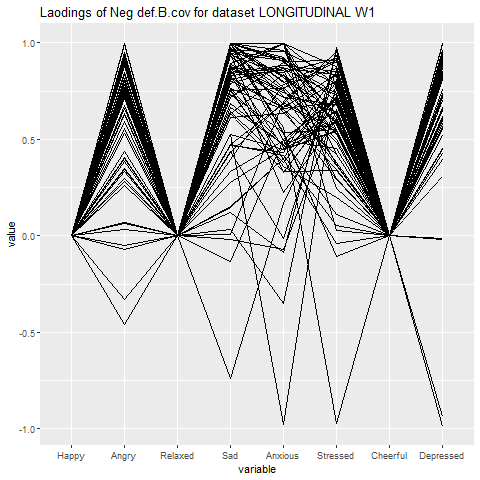 Laodings of Neg def.B.cov for dataset LONGITUDINAL W1
value
1.0
0.5
0.0
-0.5
-1.0
Happy Angry Relaxed Sad Anxious Stressed Cheerful Depressed
variable